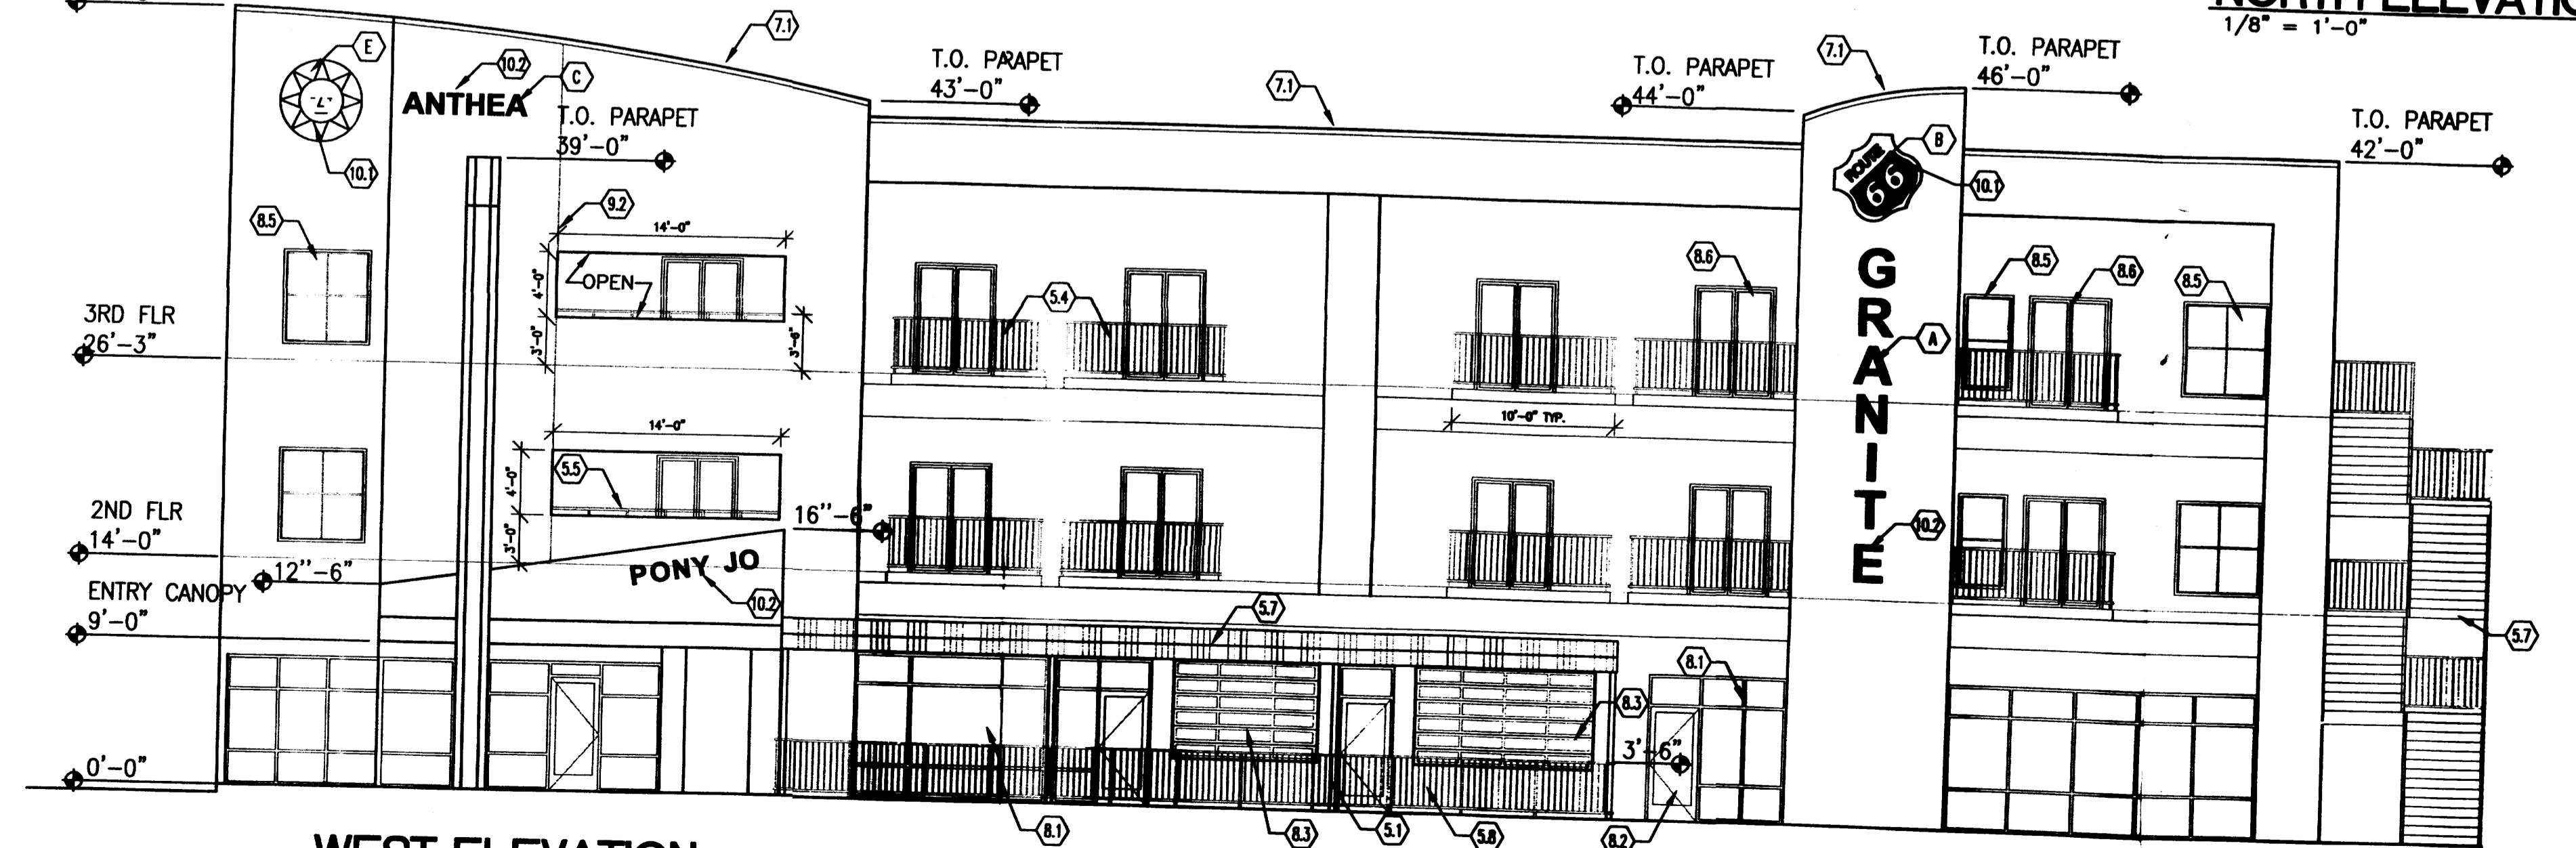 NORTH ELEVATIO
1/8" = 1'-0"
7.1
7.1
7.1
E
10.2
C
ANTHEA
10.1
T.O. PARAPET
39'-0"
T.O. PARAPET
43'-0"
T.O. PARAPET
44'-0"
T.O. PARAPET
46'-0"
T.O. PARAPET
42'-0"
ROUTE
66
B
10.1
8.5
9.2
14'-0"
4'-0"
OPEN
3'-0"
3'-6"
5.4
8.6
8.5
8.6
8.5
3RD FLR
26'-3"
GRANITE
A
10.2
14'-0"
10'-0" TYP.
5.5
4'-0"
3'-0"
2ND FLR
14'-0"
16''-6"
12''-6"
PONY JO
10.2
ENTRY CANOPY
9'-0"
5.7
5.7
8.1
8.3
3'-6"
0'-0"
8.1
8.3
5.1
5.8
8.2
WEST ELEVATION